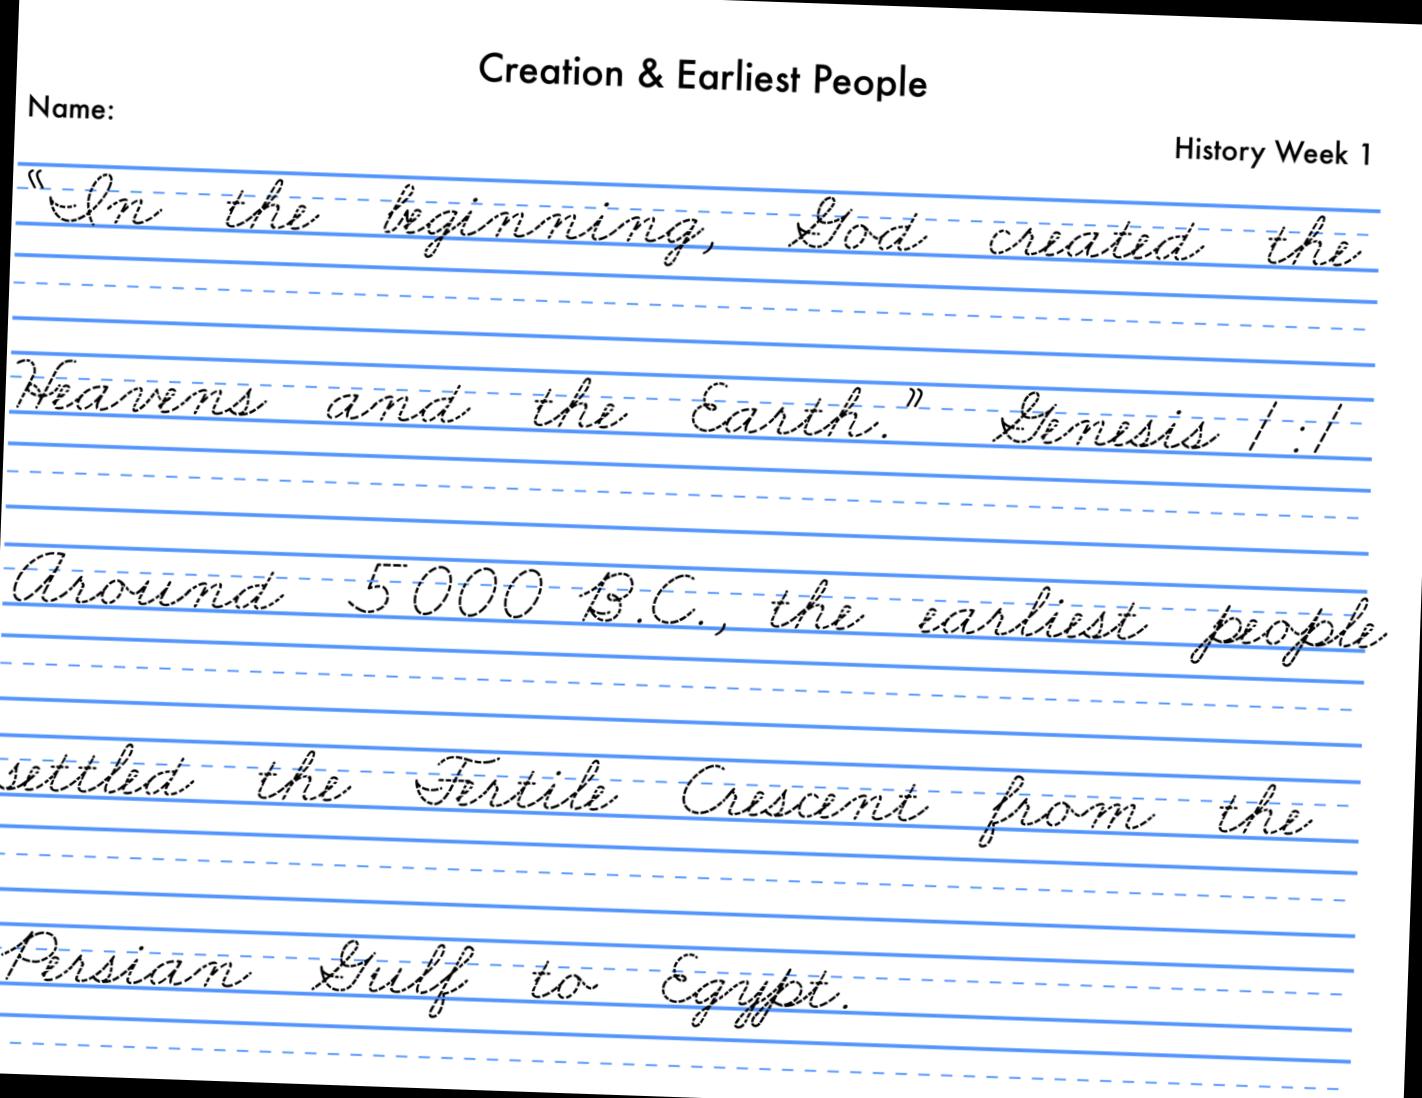 Creation & Earliest People
Name:
History Week 1
“In the beginning, God created the
Heavens and the Earth.” Genesis 1:1
Around 5000 B.C., the earliest people
settled the Fertile Crescent from the
Persian Gulf to Egypt.